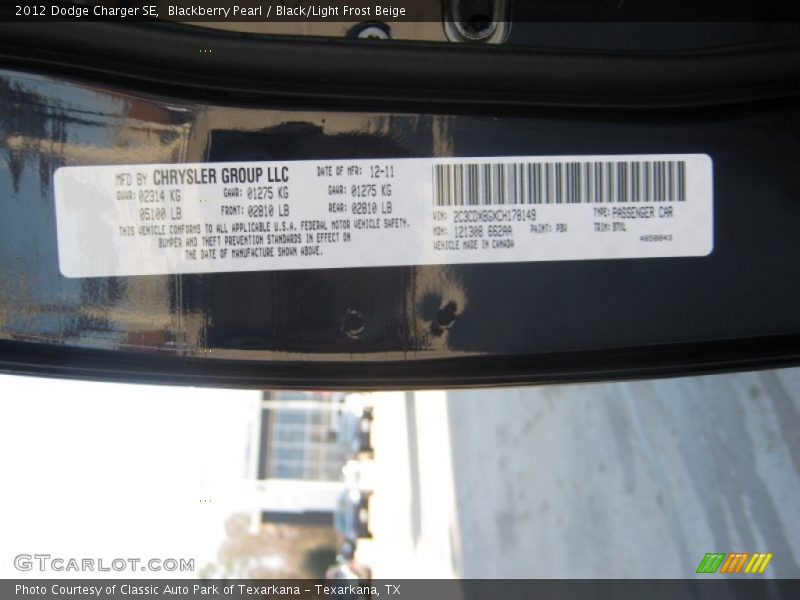 2012 Dodge Charger SE, Blackberry Pearl / Black/Light Frost Beige
MFD BY CHRYSLER GROUP LLC
DATE OF MFR: 12-11
GVWR: 02314 KG
GAWR: 01275 KG
GAWR: 01275 KG
05100 LB
FRONT: 02810 LB
REAR: 02810 LB
THIS VEHICLE CONFORMS TO ALL APPLICABLE U.S.A. FEDERAL MOTOR VEHICLE SAFETY,
BUMPER AND THEFT PREVENTION STANDARDS IN EFFECT ON
THE DATE OF MANUFACTURE SHOWN ABOVE.
VIN: 2C3CDXBGXCH178149
TYPE: PASSENGER CAR
MDH: 121308 662AA
PAINT: PBV
TRIM:
VEHICLE MADE IN CANADA
4658843
GTCARLOT.COM
Photo Courtesy of Classic Auto Park of Texarkana - Texarkana, TX